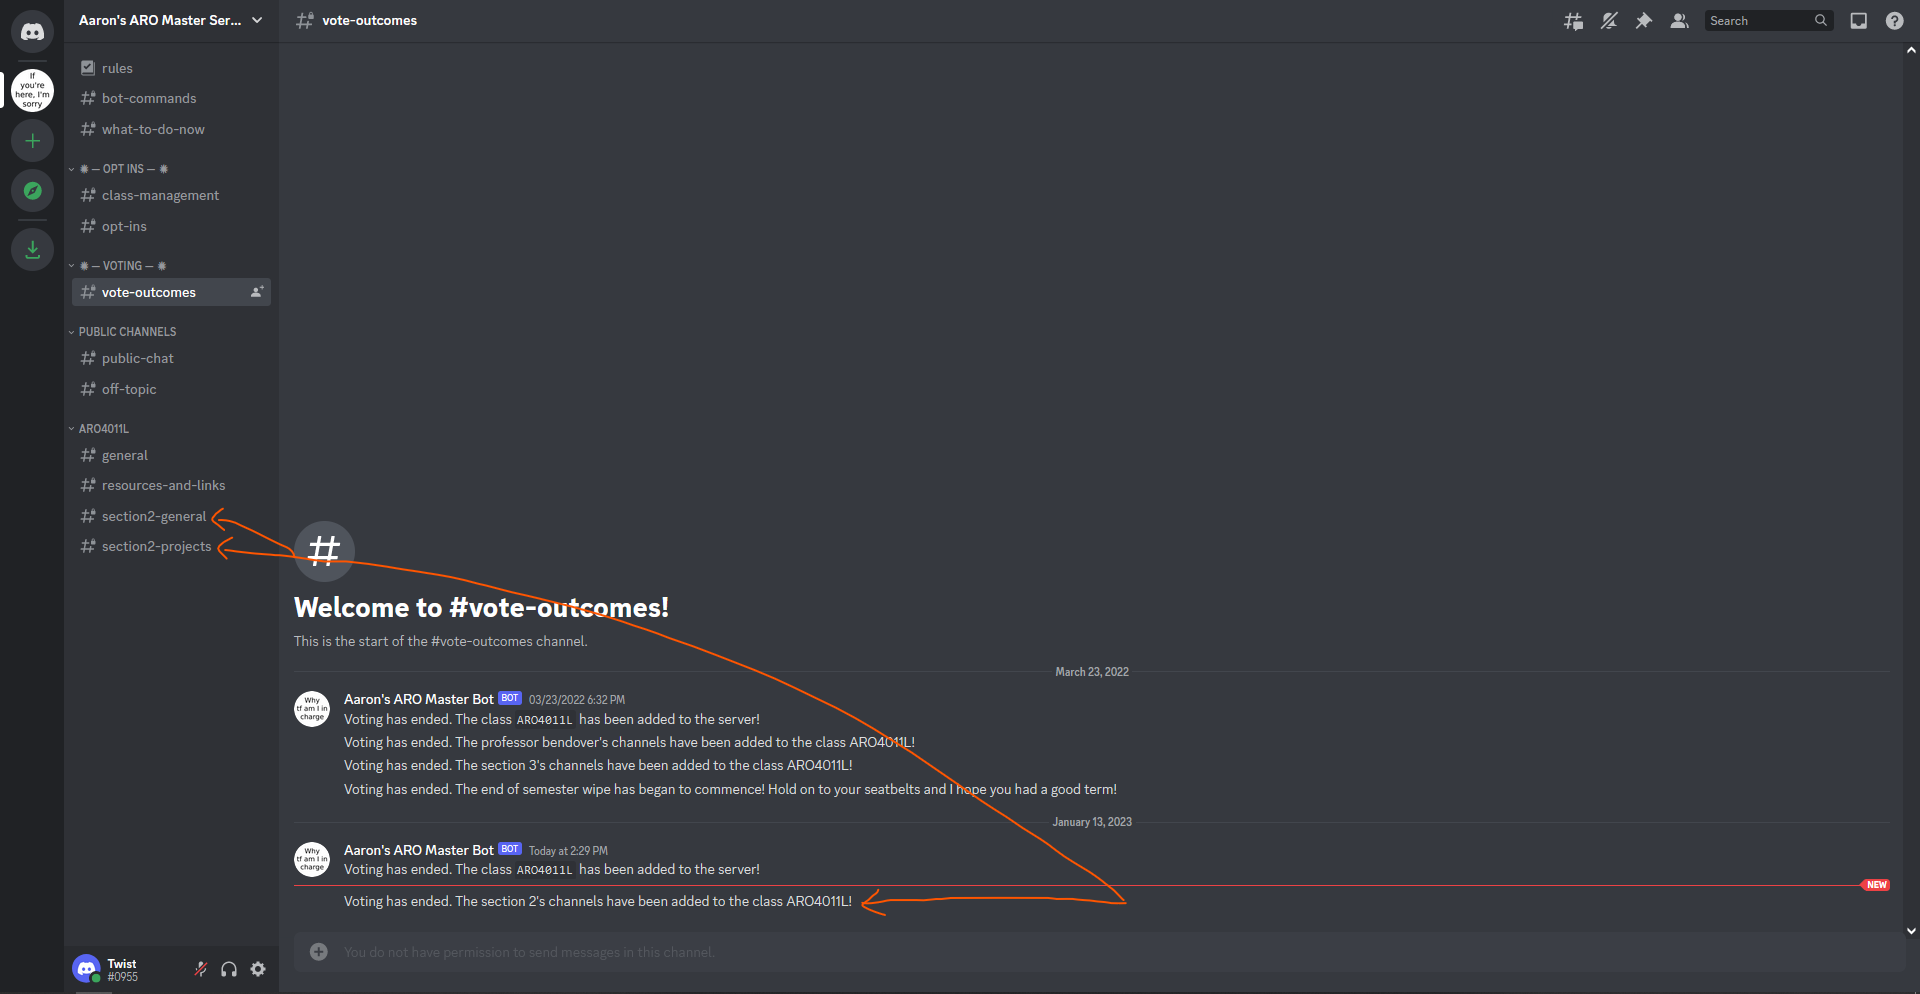 Aaron's ARO Master Ser...
vote-outcomes
Search
If
you're
here, I'm
sorry
rules
bot-commands
what-to-do-now
✹ — OPT INS — ✹
class-management
opt-ins
✹ — VOTING — ✹
vote-outcomes
PUBLIC CHANNELS
public-chat
off-topic
ARO4011L
general
resources-and-links
section2-general
section2-projects
Twist
#0955
Welcome to #vote-outcomes!
This is the start of the #vote-outcomes channel.
March 23, 2022
Why
tf am I in
charge
Aaron's ARO Master Bot BOT 03/23/2022 6:32 PM
Voting has ended. The class ARO4011L has been added to the server!
Voting has ended. The professor bendover's channels have been added to the class ARO4011L!
Voting has ended. The section 3's channels have been added to the class ARO4011L!
Voting has ended. The end of semester wipe has began to commence! Hold on to your seatbelts and I hope you had a good term!
January 13, 2023
Why
tf am I in
charge
Aaron's ARO Master Bot BOT Today at 2:29 PM
Voting has ended. The class ARO4011L has been added to the server!
NEW
Voting has ended. The section 2's channels have been added to the class ARO4011L!
You do not have permission to send messages in this channel.